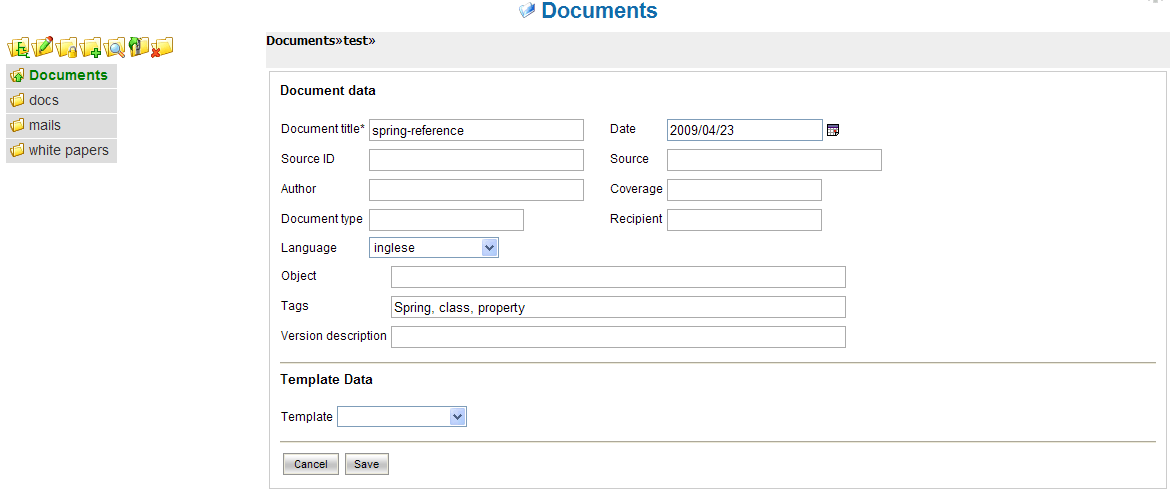 Documents
Documents»test»
Documents
docs
mails
white papers
Document data
Document title* spring-reference Date 2009/04/23
Source ID Source
Author Coverage
Document type Recipient
Language inglese
Object
Tags Spring, class, property
Version description
Template Data
Template
Cancel Save